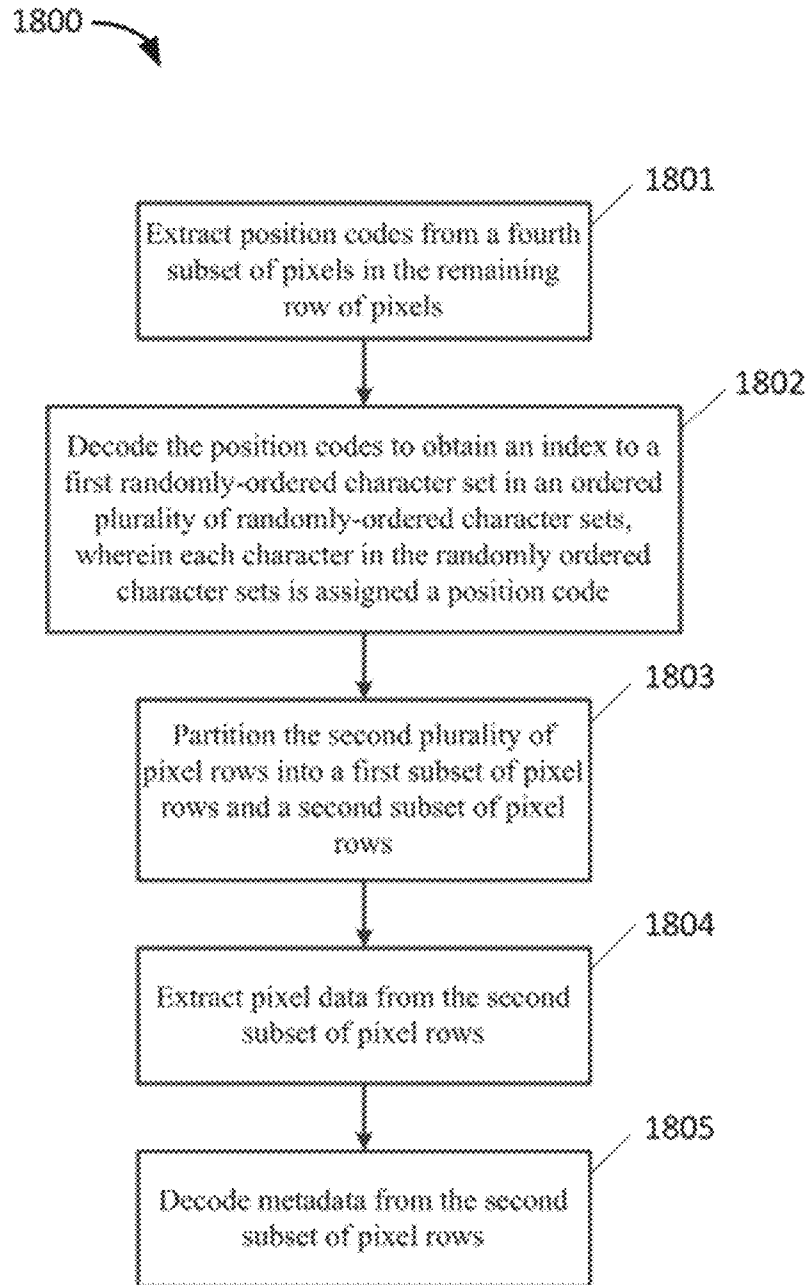 1800
1801
Extract position codes from a fourth
subset of pixels in the remaining
row of pixels
1802
Decode the position codes to obtain an index to a
first randomly-ordered character set in an ordered
plurality of randomly-ordered character sets,
wherein each character in the randomly ordered
character sets is assigned a position code
1803
Partition the second plurality of
pixel rows into a first subset of pixel
rows and a second subset of pixel
rows
1804
Extract pixel data from the second
subset of pixel rows
1805
Decode metadata from the second
subset of pixel rows